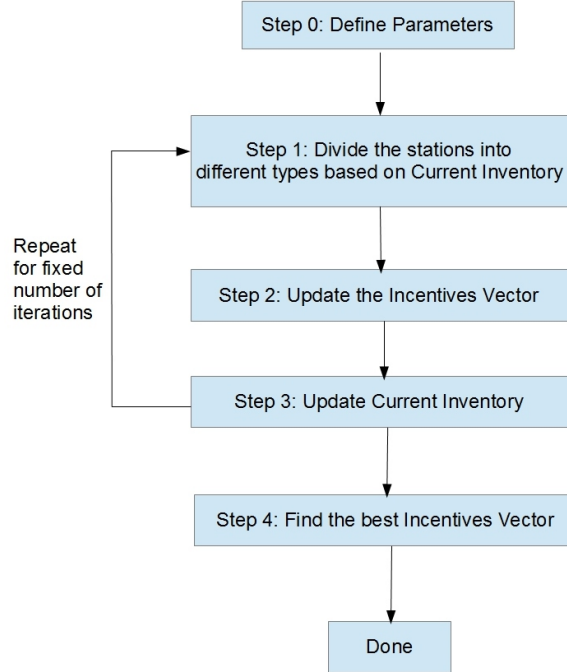 Step 0: Define Parameters
Step 1: Divide the stations into
different types based on Current Inventory
Repeat
for fixed
number of
iterations
Step 2: Update the Incentives Vector
Step 3: Update Current Inventory
Step 4: Find the best Incentives Vector
Done